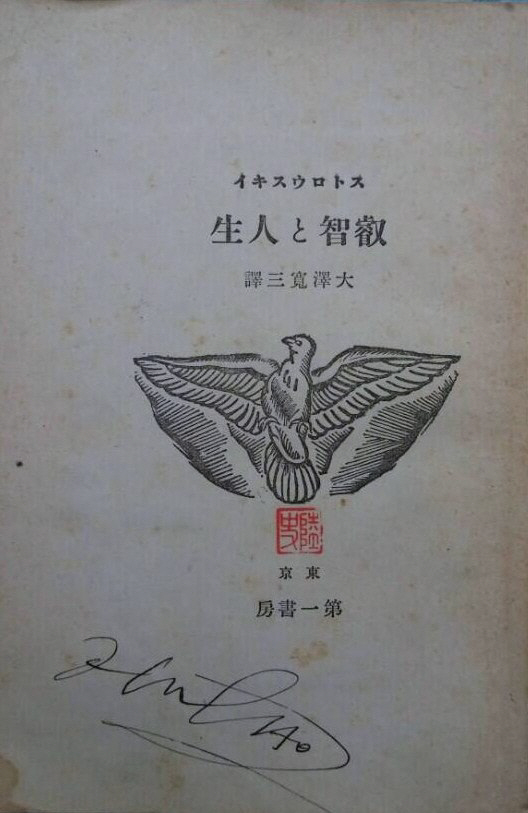 ストロウスキイ
叡智と人生
大澤寛三譯
東京
第一書房